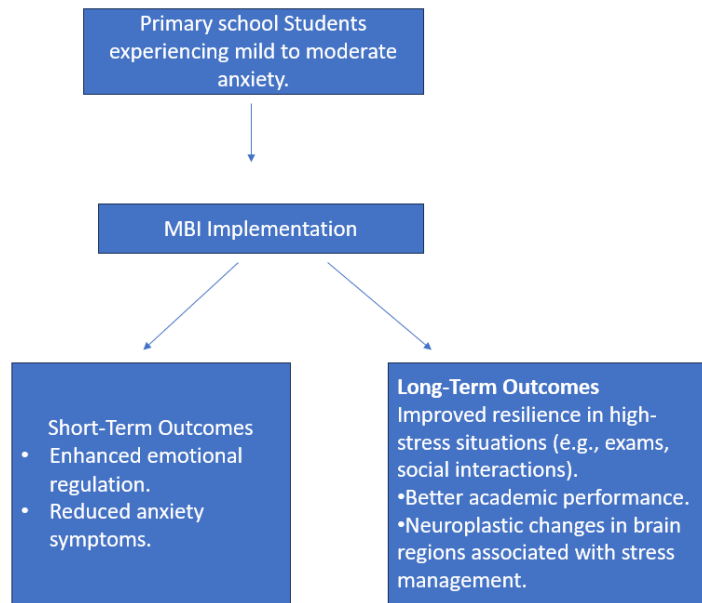 Primary school Students
experiencing mild to moderate
anxiety.
MBI Implementation
Short-Term Outcomes
• Enhanced emotional
regulation.
• Reduced anxiety
symptoms.
Long-Term Outcomes
Improved resilience in high-
stress situations (e.g., exams,
social interactions).
•Better academic performance.
•Neuroplastic changes in brain
regions associated with stress
management.